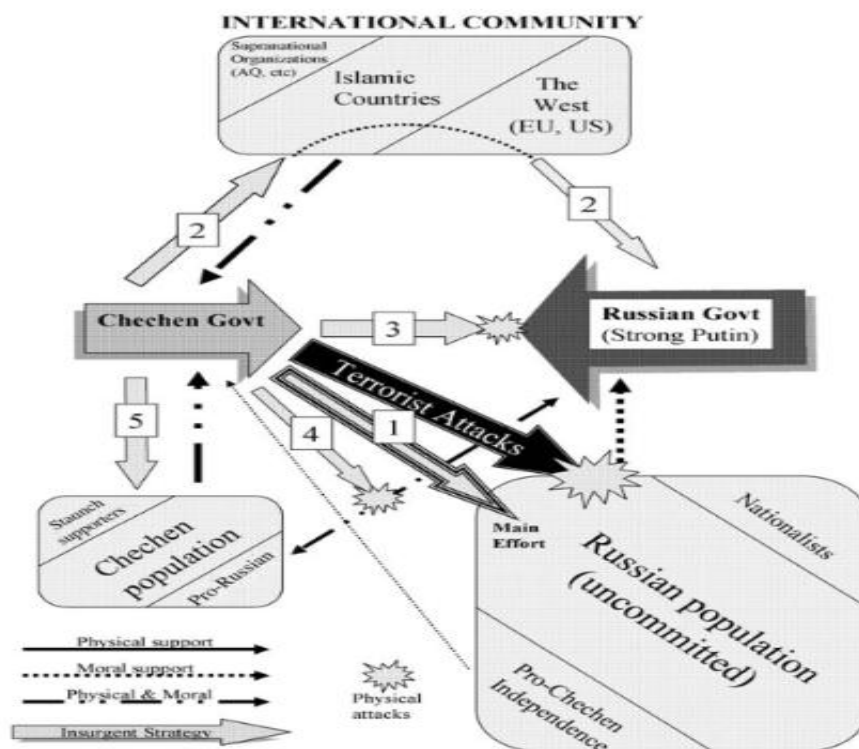 INTERNATIONAL COMMUNITY
Supranational
Organizations
(AQ, etc)
Islamic
Countries
The
West
(EU, US)
2
2
Chechen Govt
3
Russian Govt
(Strong Putin)
Terrorist Attacks
5
4
1
Staunch
supporters
Chechen
population
Pro-Russian
Main
Effort
Nationalists
Russian population
(uncommitted)
Pro-Chechen
Independence
Physical support
Moral support
Physical & Moral
Insurgent Strategy
Physical
attacks